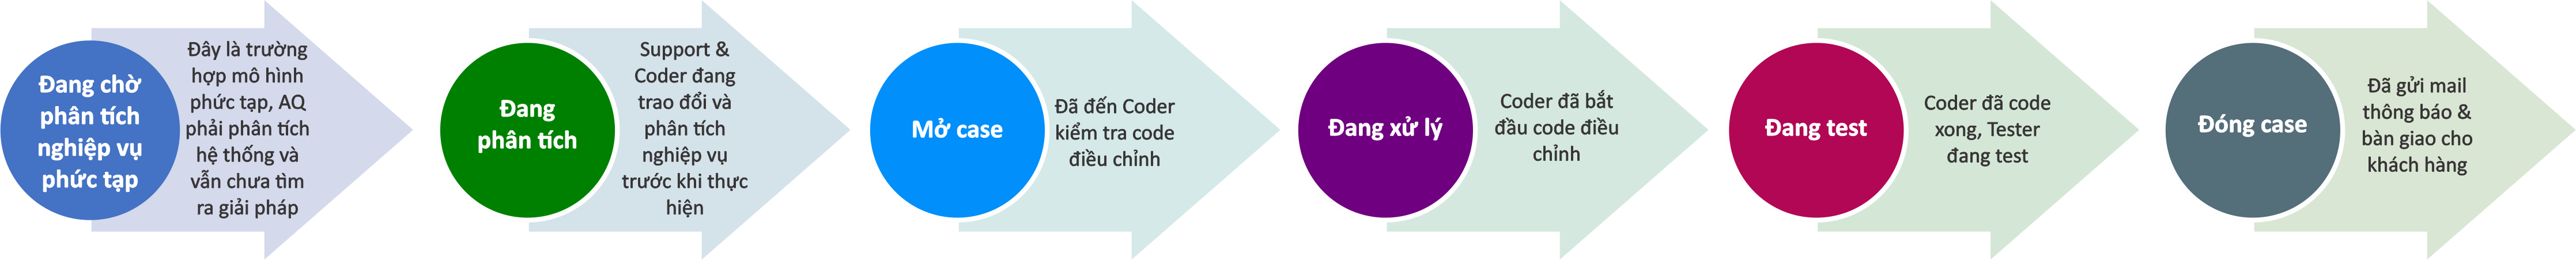 Đang chờ
phân tích
nghiệp vụ
phức tạp
Đây là trường
hợp mô hình
phức tạp, AQ
phải phân tích
hệ thống và
vẫn chưa tìm
ra giải pháp
Đang
phân tích
Support &
Coder đang
trao đổi và
phân tích
nghiệp vụ
trước khi thực
hiện
Mở case
Đã đến Coder
kiểm tra code
điều chỉnh
Đang xử lý
Coder đã bắt
đầu code điều
chỉnh
Đang test
Coder đã code
xong, Tester
đang test
Đóng case
Đã gửi mail
thông báo &
bàn giao cho
khách hàng